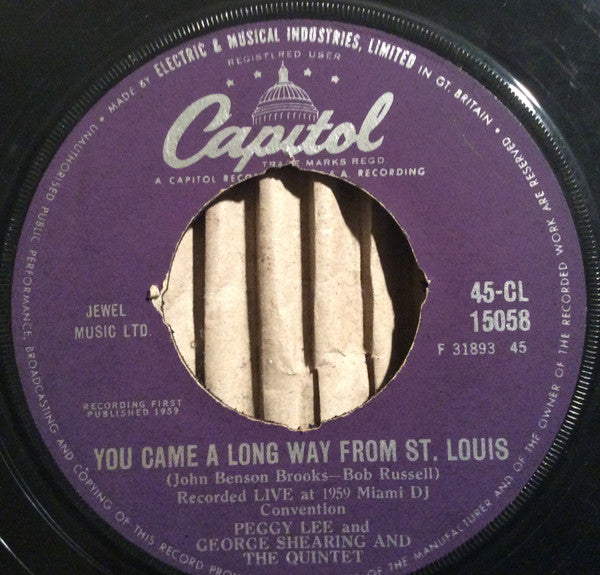 MADE BY ELECTRIC & MUSICAL INDUSTRIES, LIMITED IN GT. BRITAIN • ALL RIGHTS OF THE MANUFACTURER AND OF THE OWNER OF THE RECORDED WORK ARE RESERVED
UNAUTHORISED PUBLIC PERFORMANCE, BROADCASTING AND COPYING OF THIS RECORD
REGISTERED USER
Capitol
TRADE MARKS REGD
A CAPITOL U.S.A. RECORDING
JEWEL
MUSIC LTD.
45-CL
15058
F 31893 45
RECORDING FIRST
PUBLISHED 1959
YOU CAME A LONG WAY FROM ST. LOUIS
(John Benson Brooks—Bob Russell)
Recorded LIVE at 1959 Miami DJ
Convention
PEGGY LEE and
GEORGE SHEARING AND
THE QUINTET